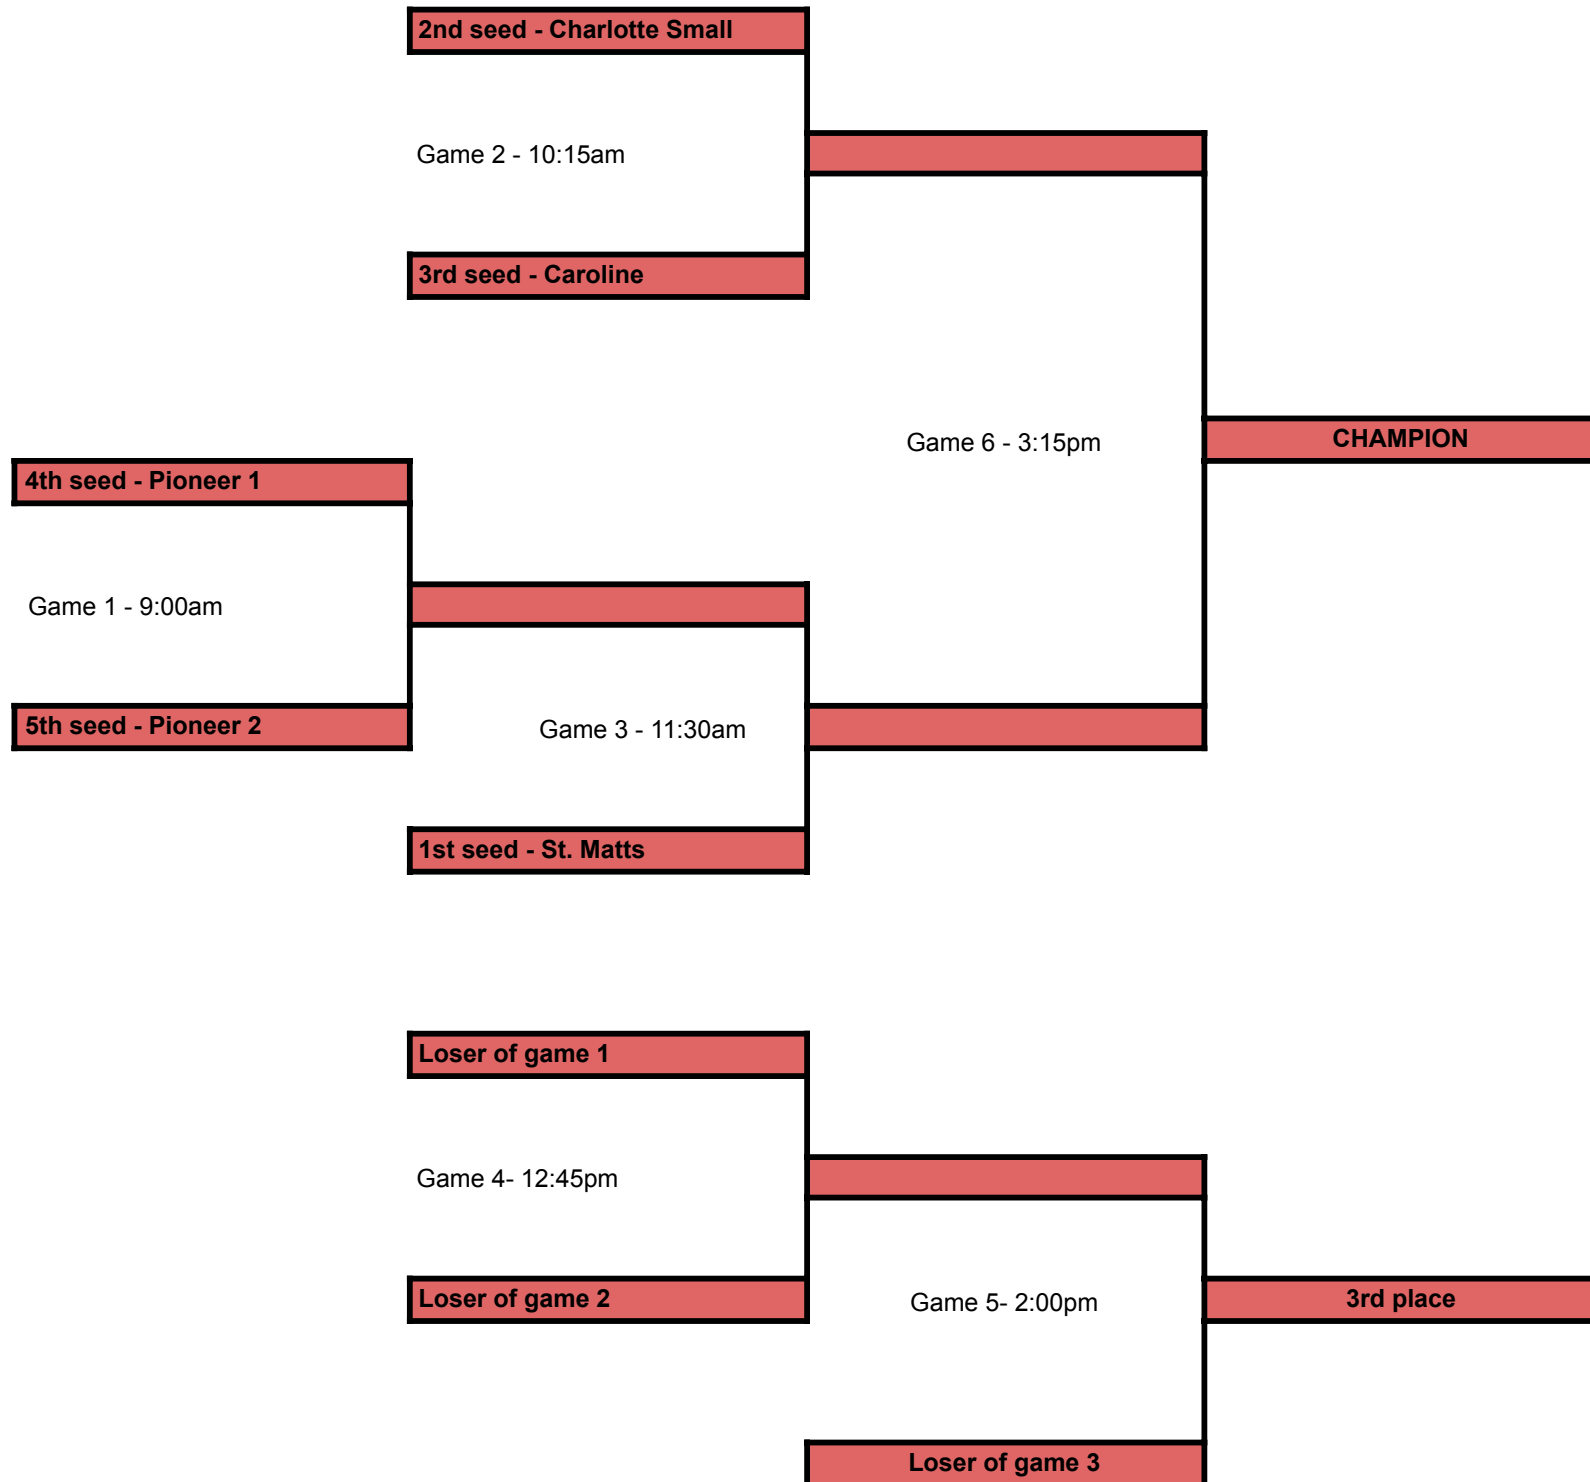 2nd seed - Charlotte Small
Game 2 - 10:15am
3rd seed - Caroline
Game 6 - 3:15pm
CHAMPION
4th seed - Pioneer 1
Game 1 - 9:00am
5th seed - Pioneer 2
Game 3 - 11:30am
1st seed - St. Matts
Loser of game 1
Game 4- 12:45pm
Loser of game 2
Game 5- 2:00pm
3rd place
Loser of game 3